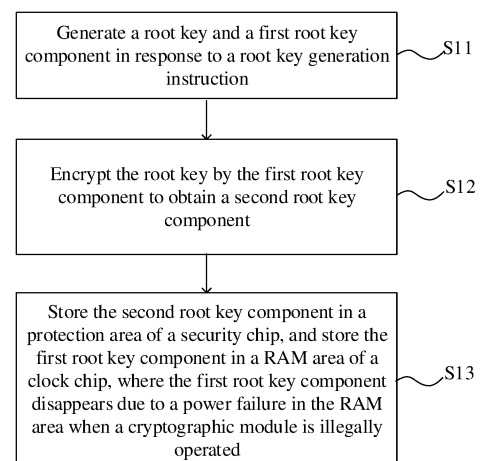 Generate a root key and a first root key
component in response to a root key generation
instruction
S11
Encrypt the root key by the first root key
component to obtain a second root key
component
S12
Store the second root key component in a
protection area of a security chip, and store the
first root key component in a RAM area of a
clock chip, where the first root key component
disappears due to a power failure in the RAM
area when a cryptographic module is illegally
operated
S13